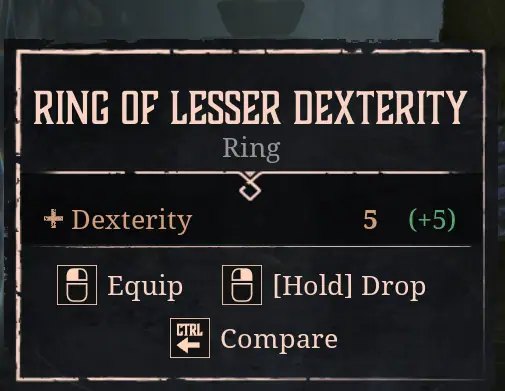 RING OF LESSER DEXTERITY
Ring
Dexterity 5 (+5)
Equip [Hold] Drop
CTRL Compare